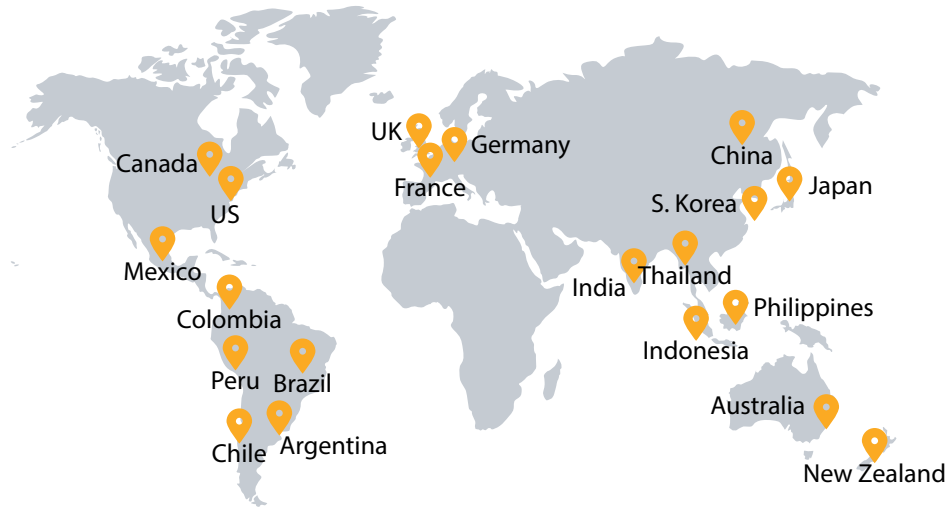 UK
Germany
Canada
China
France
Japan
S. Korea
US
Mexico
Thailand
India
Philippines
Colombia
Indonesia
Peru
Brazil
Australia
Argentina
Chile
New Zealand